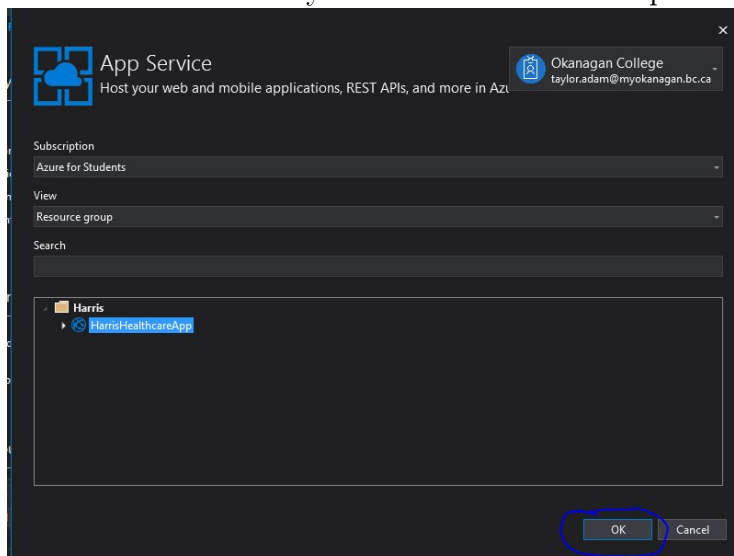 App Service
Host your web and mobile applications, REST APIs, and more in Azu
Okanagan College
taylor.adam@myokanagan.bc.ca
Subscription
Azure for Students
View
Resource group
Search
Harris
HarrisHealthcareApp
OK
Cancel